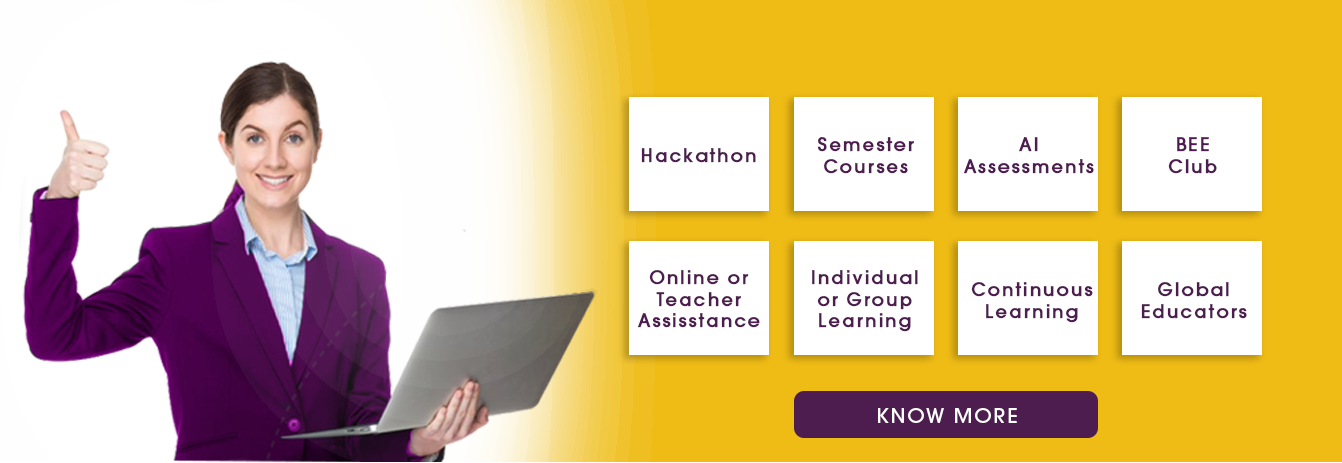 Hackathon
Semester
Courses
AI
Assessments
BEE
Club
Online or
Teacher
Assisstance
Individual
or Group
Learning
Continuous
Learning
Global
Educators
KNOW MORE